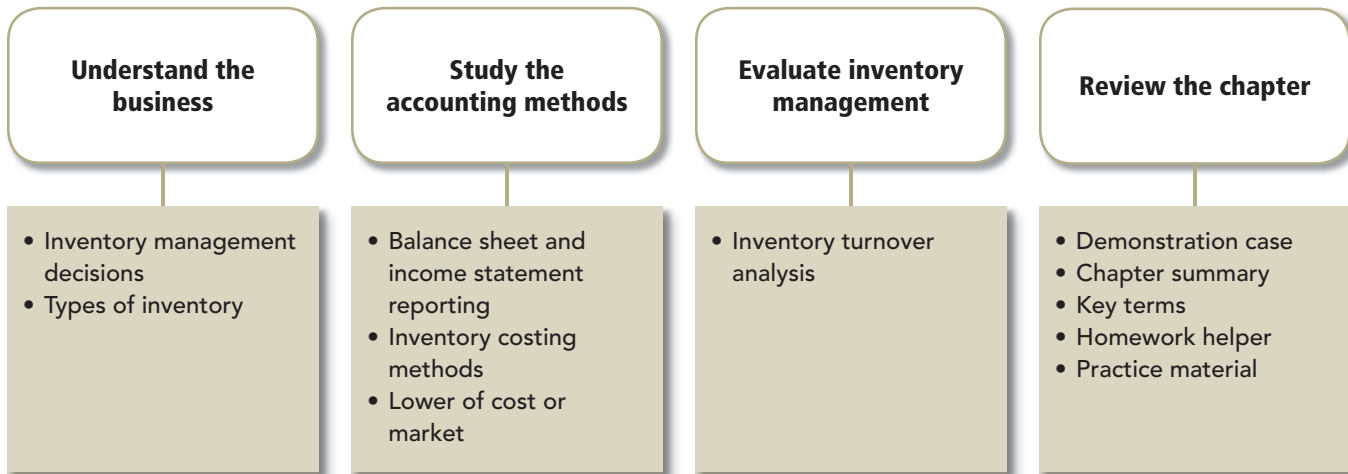 Understand the
business
• Inventory management
decisions
• Types of inventory
Study the
accounting methods
• Balance sheet and
income statement
reporting
• Inventory costing
methods
• Lower of cost or
market
Evaluate inventory
management
• Inventory turnover
analysis
Review the chapter
• Demonstration case
• Chapter summary
• Key terms
• Homework helper
• Practice material